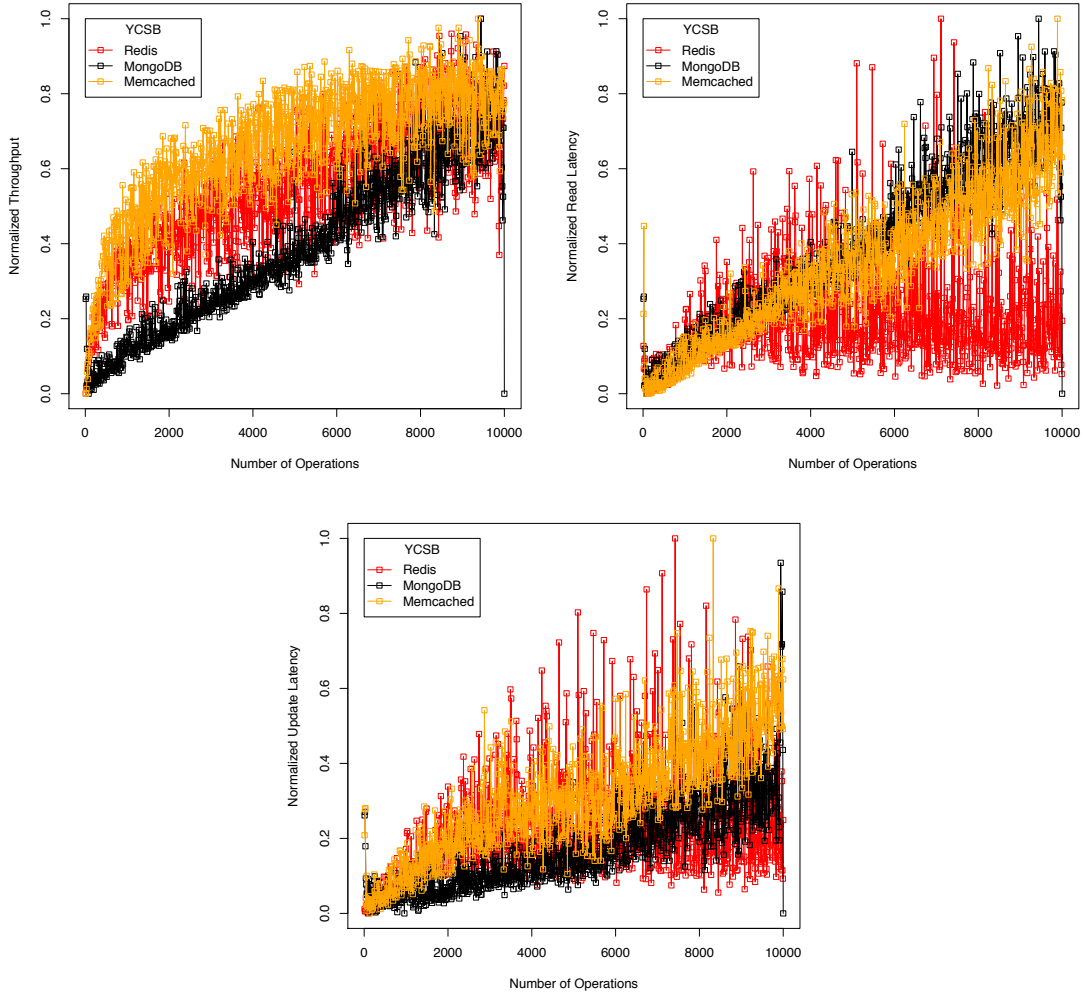 YCSB
Redis
MongoDB
Memcached
Normalized Throughput
0.0 0.2 0.4 0.6 0.8 1.0
0 2000 4000 6000 8000 10000
Number of Operations
YCSB
Redis
MongoDB
Memcached
Normalized Read Latency
0.0 0.2 0.4 0.6 0.8 1.0
0 2000 4000 6000 8000 10000
Number of Operations
YCSB
Redis
MongoDB
Memcached
Normalized Update Latency
0.0 0.2 0.4 0.6 0.8 1.0
0 2000 4000 6000 8000 10000
Number of Operations